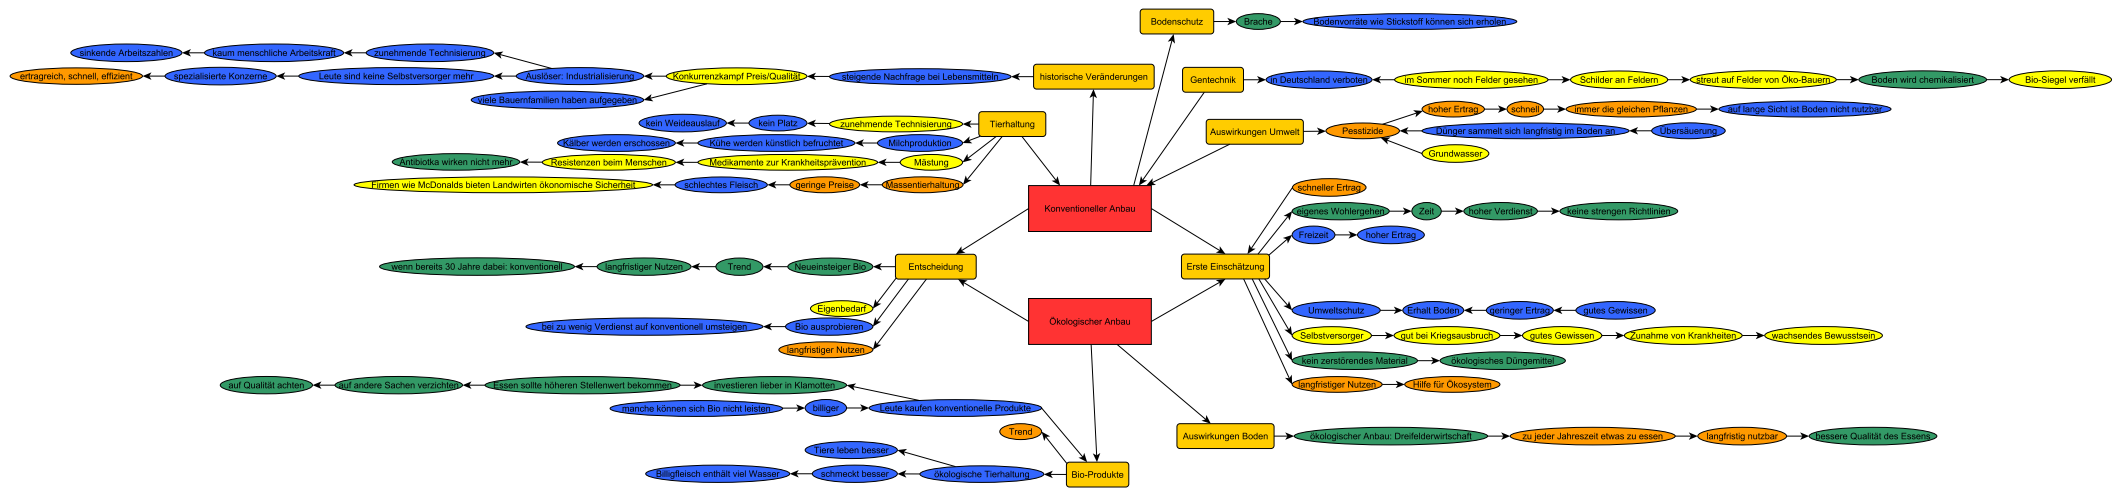 Bodenschutz
Brache
Bodenvorräte wie Stickstoff können sich erholen
sinkende Arbeitszahlen
kaum menschliche Arbeitskraft
zunehmende Technisierung
ertragreich, schnell, effizient
spezialisierte Konzerne
Leute sind keine Selbstversorger mehr
Auslöser: Industrialisierung
Konkurrenzkampf Preis/Qualität
steigende Nachfrage bei Lebensmitteln
historische Veränderungen
viele Bauernfamilien haben aufgegeben
Gentechnik
in Deutschland verboten
im Sommer noch Felder gesehen
Schilder an Feldern
streut auf Felder von Öko-Bauern
Boden wird chemikalisiert
Bio-Siegel verfällt
kein Weideauslauf
kein Platz
zunehmende Technisierung
Tierhaltung
Kälber werden erschossen
Kühe werden künstlich befruchtet
Milchproduktion
Antibiotka wirken nicht mehr
Resistenzen beim Menschen
Medikamente zur Krankheitsprävention
Mästung
Firmen wie McDonalds bieten Landwirten ökonomische Sicherheit
schlechtes Fleisch
geringe Preise
Massentierhaltung
Auswirkungen Umwelt
Pesstizide
hoher Ertrag
schnell
immer die gleichen Pflanzen
auf lange Sicht ist Boden nicht nutzbar
Dünger sammelt sich langfristig im Boden an
Übersäuerung
Grundwasser
Konventioneller Anbau
schneller Ertrag
eigenes Wohlergehen
Zeit
hoher Verdienst
keine strengen Richtlinien
Freizeit
hoher Ertrag
Erste Einschätzung
wenn bereits 30 Jahre dabei: konventionell
langfristiger Nutzen
Trend
Neueinsteiger Bio
Entscheidung
Eigenbedarf
bei zu wenig Verdienst auf konventionell umsteigen
Bio ausprobieren
langfristiger Nutzen
Ökologischer Anbau
Umweltschutz
Erhalt Boden
geringer Ertrag
gutes Gewissen
Selbstversorger
gut bei Kriegsausbruch
gutes Gewissen
Zunahme von Krankheiten
wachsendes Bewusstsein
kein zerstörendes Material
ökologisches Düngemittel
langfristiger Nutzen
Hilfe für Ökosystem
auf Qualität achten
auf andere Sachen verzichten
Essen sollte höheren Stellenwert bekommen
investieren lieber in Klamotten
manche können sich Bio nicht leisten
billiger
Leute kaufen konventionelle Produkte
Trend
Tiere leben besser
Billigfleisch enthält viel Wasser
schmeckt besser
ökologische Tierhaltung
Bio-Produkte
Auswirkungen Boden
ökologischer Anbau: Dreifelderwirtschaft
zu jeder Jahreszeit etwas zu essen
langfristig nutzbar
bessere Qualität des Essens